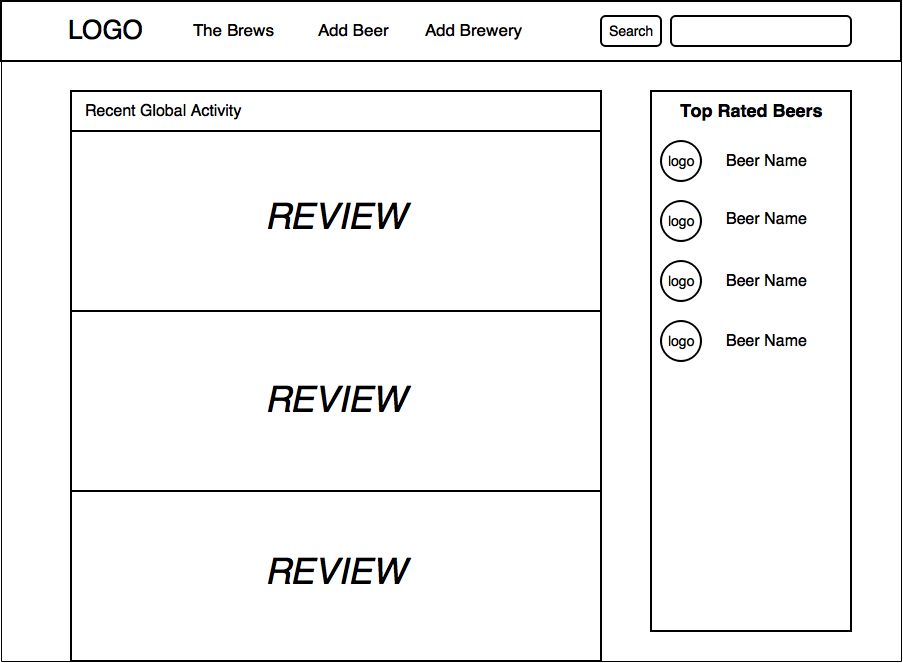 LOGO The Brews Add Beer Add Brewery Search
Recent Global Activity
REVIEW
REVIEW
REVIEW
Top Rated Beers
logo Beer Name
logo Beer Name
logo Beer Name
logo Beer Name